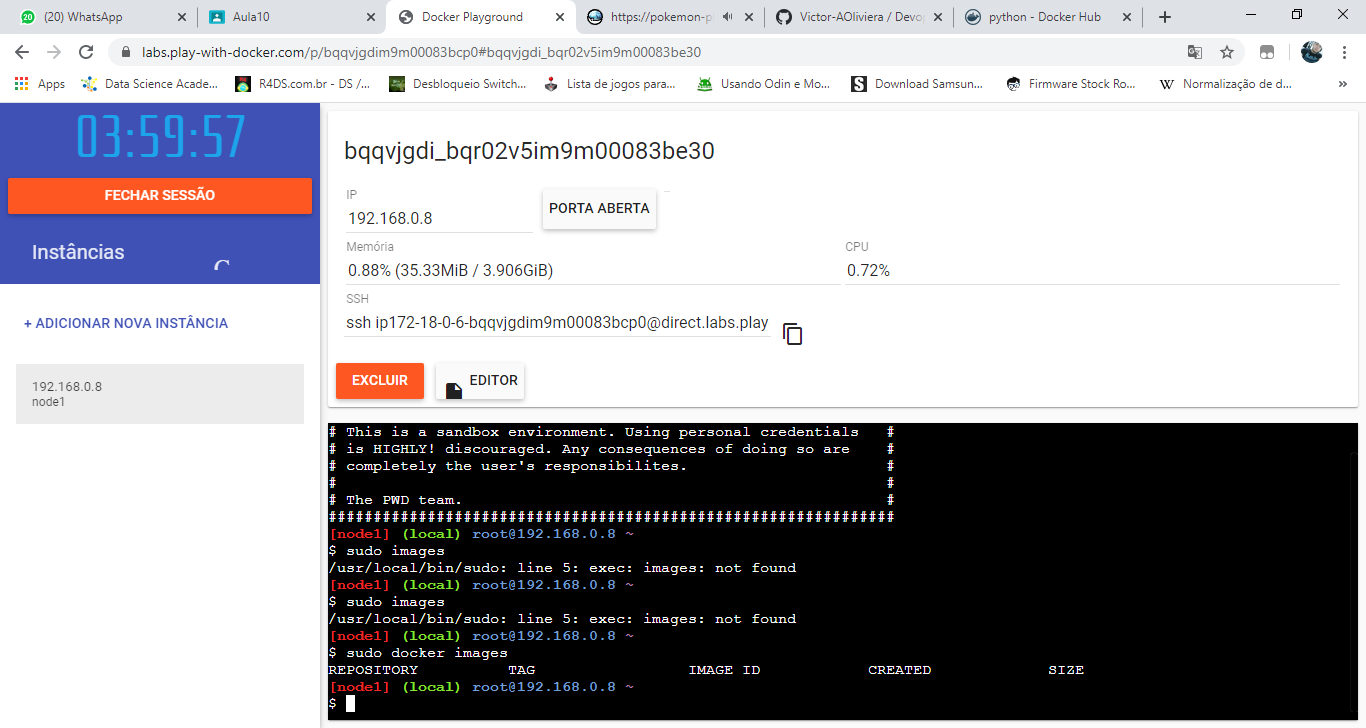 (20) WhatsApp
Aula10
Docker Playground
https://pokemon-p
Victor-AOliviera / Devop
python - Docker Hub
labs.play-with-docker.com/p/bqqvjgdim9m00083bcp0#bqqvjgdi_bqr02v5im9m00083be30
Apps
Data Science Acade...
R4DS.com.br - DS /...
Desbloqueio Switch...
Lista de jogos para...
Usando Odin e Mo...
Download Samsun...
Firmware Stock Ro...
Normalização de d...
»
03:59:57
FECHAR SESSÃO
Instâncias
+ ADICIONAR NOVA INSTÂNCIA
192.168.0.8
node1
bqqvjgdi_bqr02v5im9m00083be30
IP
192.168.0.8
PORTA ABERTA
Memória
0.88% (35.33MiB / 3.906GiB)
CPU
0.72%
SSH
ssh ip172-18-0-6-bqqvjgdim9m00083bcp0@direct.labs.play
EXCLUIR
EDITOR
# This is a sandbox environment. Using personal credentials #
# is HIGHLY! discouraged. Any consequences of doing so are #
# completely the user's responsibilites. #
# #
# The PWD team. #
###############################################################
[node1] (local) root@192.168.0.8 ~
$ sudo images
/usr/local/bin/sudo: line 5: exec: images: not found
[node1] (local) root@192.168.0.8 ~
$ sudo images
/usr/local/bin/sudo: line 5: exec: images: not found
[node1] (local) root@192.168.0.8 ~
$ sudo docker images
REPOSITORY TAG IMAGE ID CREATED SIZE
[node1] (local) root@192.168.0.8 ~
$